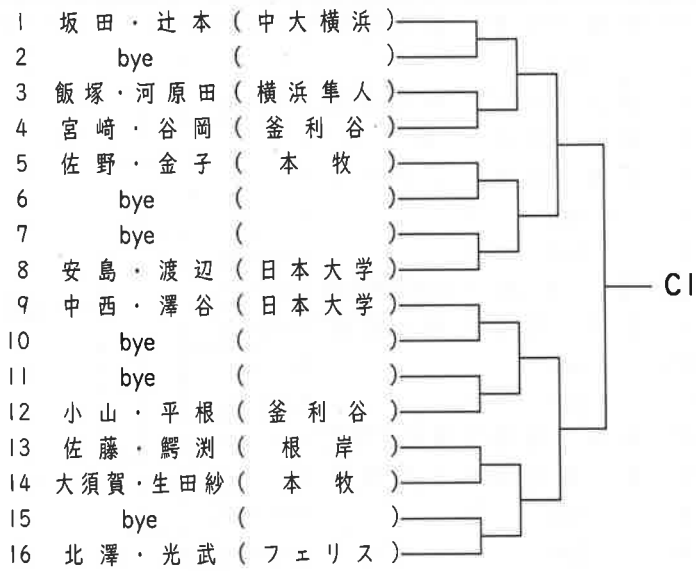 1 坂田・辻本 (中大横浜)
2 bye ( )
3 飯塚・河原田 (横浜隼人)
4 宮﨑・谷岡 (釜利谷)
5 佐野・金子 (本牧)
6 bye ( )
7 bye ( )
8 安島・渡辺 (日本大学)
9 中西・澤谷 (日本大学)
C1
10 bye ( )
11 bye ( )
12 小山・平根 (釜利谷)
13 佐藤・鰐渕 (根岸)
14 大須賀・生田紗 (本牧)
15 bye ( )
16 北澤・光武 (フェリス)